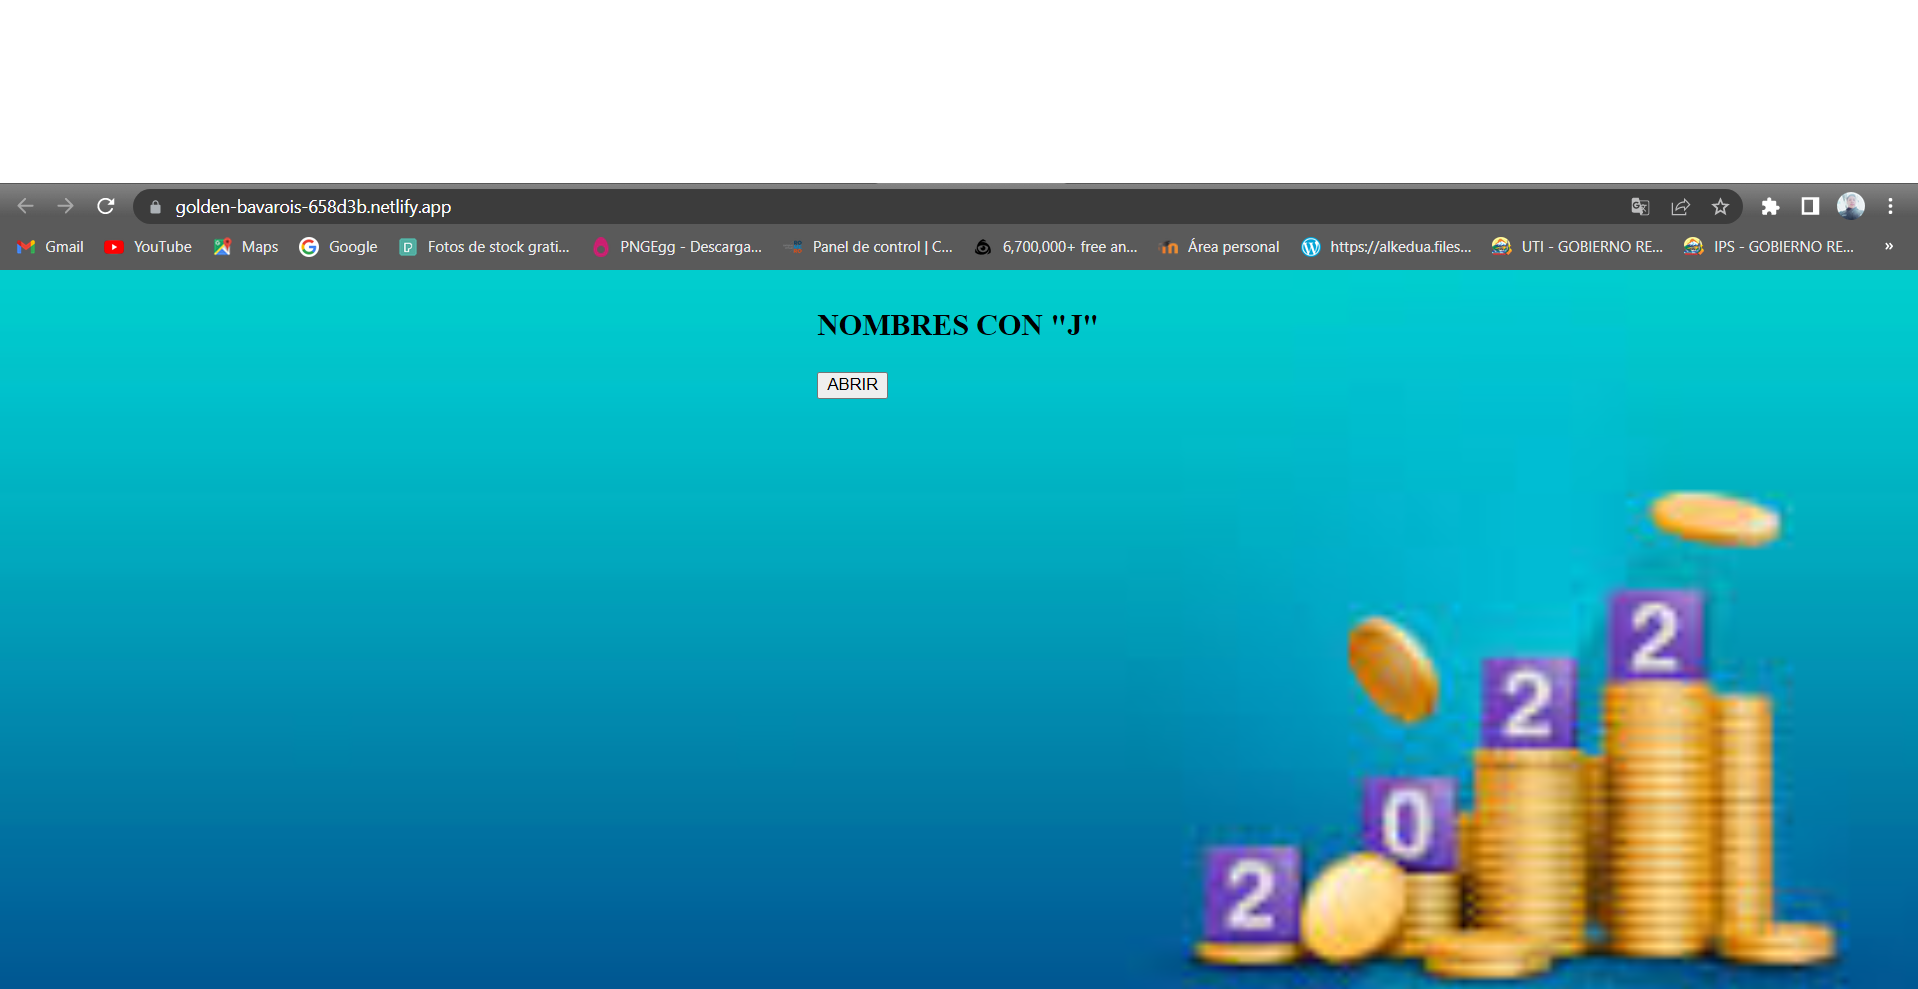 golden-bavarois-658d3b.netlify.app
Gmail YouTube Maps Google Fotos de stock grati... PNGEgg - Descarga... Panel de control | C... 6,700,000+ free an... Área personal https://alkedua.files... UTI - GOBIERNO RE... IPS - GOBIERNO RE... »
NOMBRES CON "J"
ABRIR
2
2
0
2